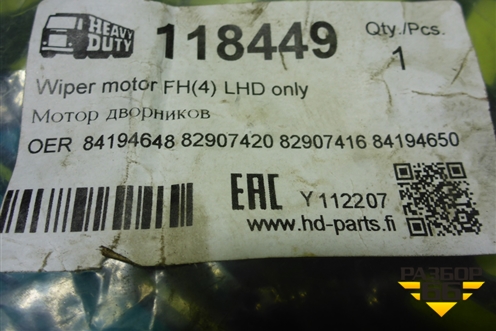 HEAVY DUTY 118449 Qty./Pcs.
1
Wiper motor FH(4) LHD only
Мотор дворников
OER 84194648 82907420 82907416 84194650
EAC Y112207
www.hd-parts.fi
РАЗБОР